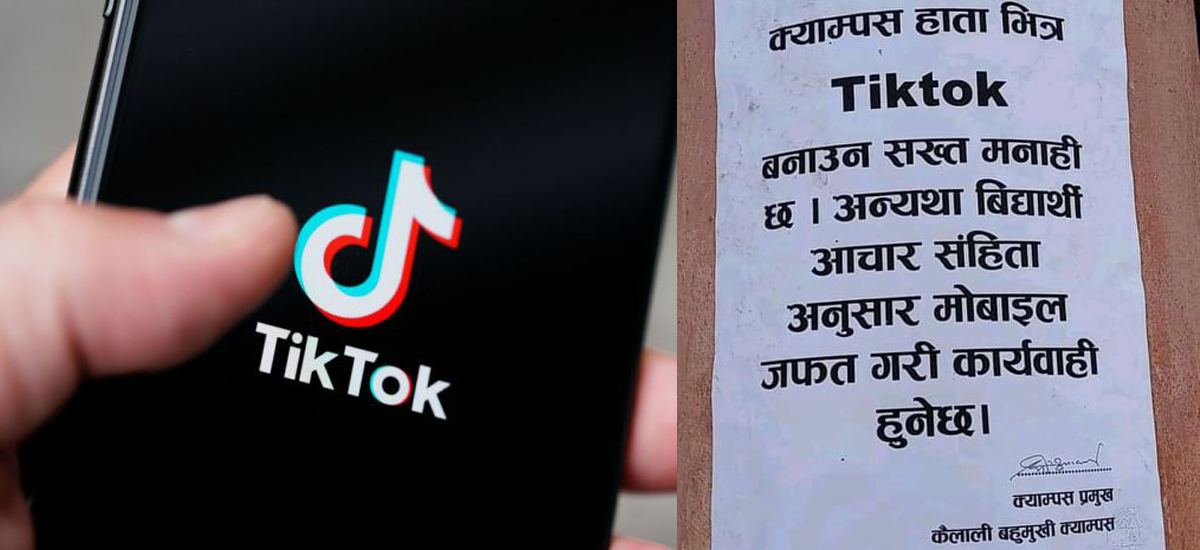 TikTok
क्याम्पस हाता भित्र
Tiktok
बनाउन सख्त मनाही
छ । अन्यथा बिद्यार्थी
आचार संहिता
अनुसार मोबाइल
जफत गरी कार्यवाही
हुनेछ।
क्याम्पस प्रमुख
कैलाली बहुमुखी क्याम्पस